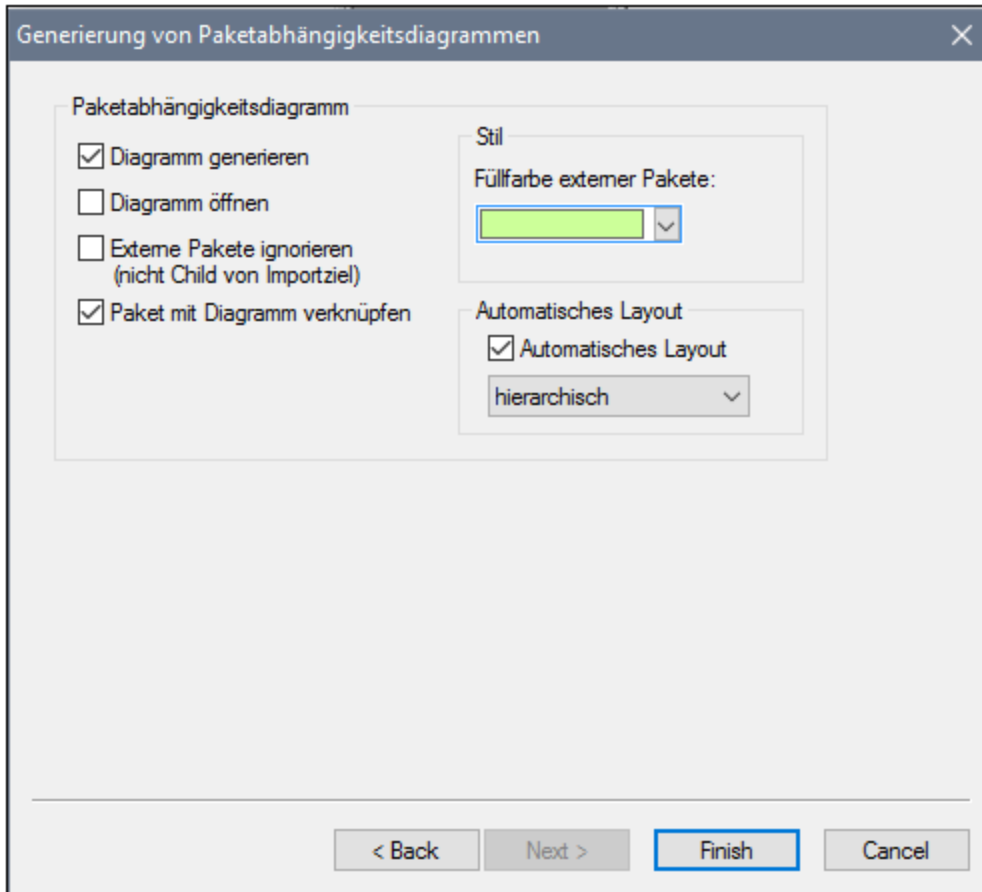 Generierung von Paketabhängigkeitsdiagrammen
Paketabhängigkeitsdiagramm
Diagramm generieren
Diagramm öffnen
Externe Pakete ignorieren
(nicht Child von Importziel)
Paket mit Diagramm verknüpfen
Stil
Füllfarbe externer Pakete:
Automatisches Layout
Automatisches Layout
hierarchisch
< Back
Next >
Finish
Cancel